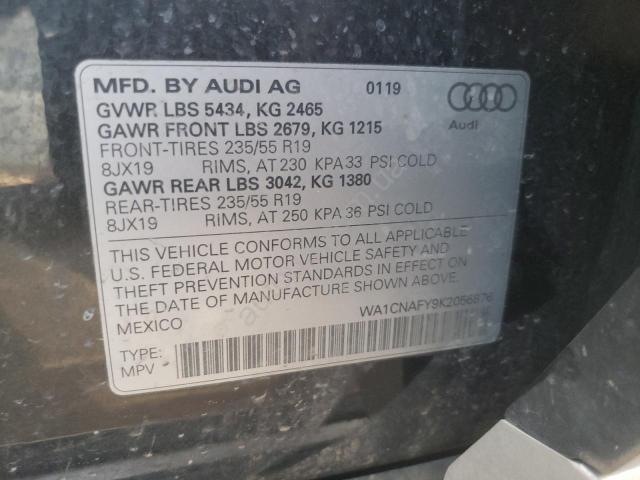 MFD. BY AUDI AG 0119
GVWR LBS 5434, KG 2465
GAWR FRONT LBS 2679, KG 1215
Audi
FRONT-TIRES 235/55 R19
8JX19 RIMS, AT 230 KPA 33 PSI COLD
GAWR REAR LBS 3042, KG 1380
REAR-TIRES 235/55 R19
8JX19 RIMS, AT 250 KPA 36 PSI COLD
THIS VEHICLE CONFORMS TO ALL APPLICABLE
U.S. FEDERAL MOTOR VEHICLE SAFETY AND
THEFT PREVENTION STANDARDS IN EFFECT ON
THE DATE OF MANUFACTURE SHOWN ABOVE.
MEXICO WA1CNAFY9K2056876
TYPE:
MPV